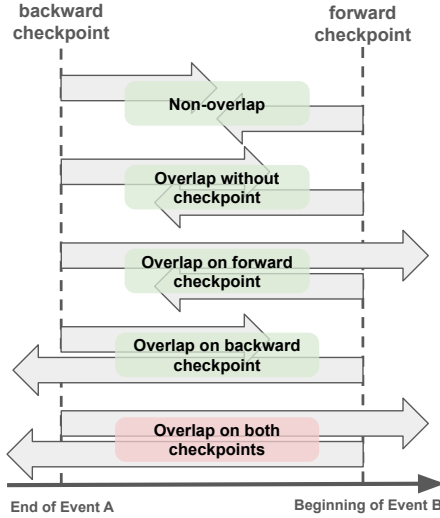 backward
checkpoint
forward
checkpoint
Non-overlap
Overlap without
checkpoint
Overlap on forward
checkpoint
Overlap on backward
checkpoint
Overlap on both
checkpoints
End of Event A
Beginning of Event B